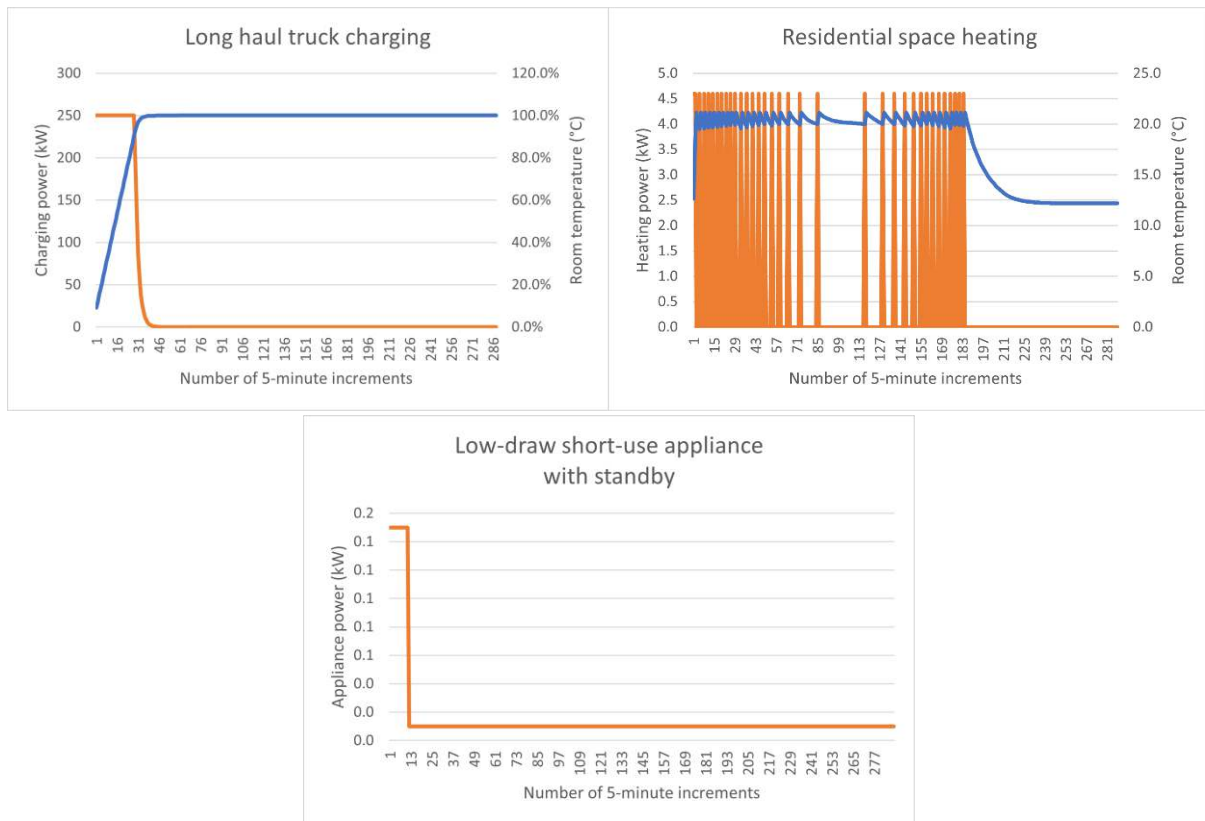 Long haul truck charging
Charging power (kW)
300
250
200
150
100
50
0
120.0%
100.0%
80.0%
60.0%
40.0%
20.0%
0.0%
Room temperature (°C)
1 16 31 46 61 76 91 106 121 136 151 166 181 196 211 226 241 256 271 286
Number of 5-minute increments
Residential space heating
Heating power (kW)
5.0
4.5
4.0
3.5
3.0
2.5
2.0
1.5
1.0
0.5
0.0
25.0
20.0
15.0
10.0
5.0
0.0
Room temperature (°C)
1 15 29 43 57 71 85 99 113 127 141 155 169 183 197 211 225 239 253 267 281
Number of 5-minute increments
Low-draw short-use appliance
with standby
Appliance power (kW)
0.2
0.1
0.1
0.1
0.1
0.1
0.0
0.0
0.0
1 13 25 37 49 61 73 85 97 109 121 133 145 157 169 181 193 205 217 229 241 253 265 277
Number of 5-minute increments